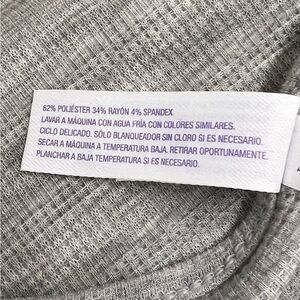 62% POLIÉSTER 34% RAYÓN 4% SPANDEX
LAVAR A MÁQUINA CON AGUA FRÍA CON COLORES SIMILARES.
CICLO DELICADO. SÓLO BLANQUEADOR SIN CLORO SI ES NECESARIO.
SECAR A MÁQUINA A TEMPERATURA BAJA. RETIRAR OPORTUNAMENTE.
PLANCHAR A BAJA TEMPERATURA SI ES NECESARIO.